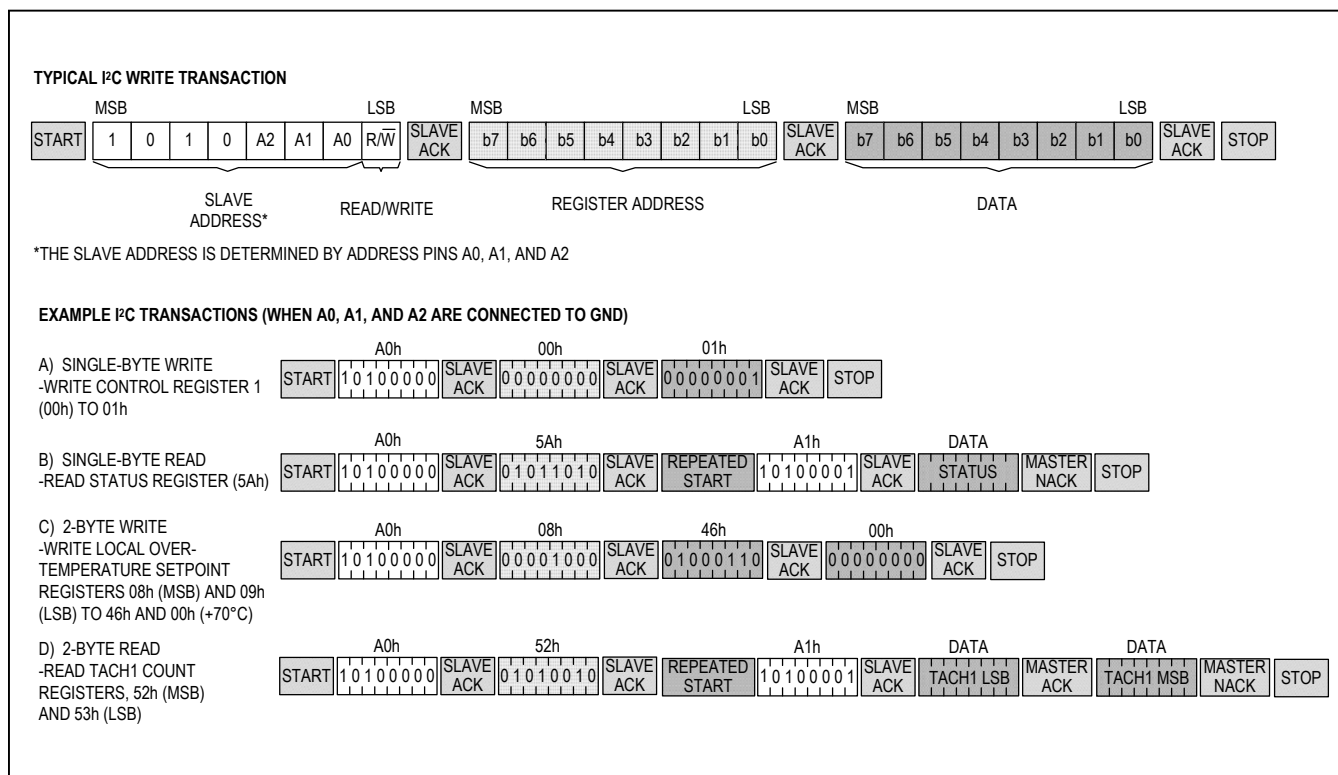 TYPICAL I²C WRITE TRANSACTION
MSB LSB MSB LSB MSB LSB
START 1 0 1 0 A2 A1 A0 R/W̅ SLAVE ACK b7 b6 b5 b4 b3 b2 b1 b0 SLAVE ACK b7 b6 b5 b4 b3 b2 b1 b0 SLAVE ACK STOP
SLAVE ADDRESS* READ/WRITE REGISTER ADDRESS DATA
*THE SLAVE ADDRESS IS DETERMINED BY ADDRESS PINS A0, A1, AND A2
EXAMPLE I²C TRANSACTIONS (WHEN A0, A1, AND A2 ARE CONNECTED TO GND)
A) SINGLE-BYTE WRITE
-WRITE CONTROL REGISTER 1
(00h) TO 01h
A0h 00h 01h
START 10100000 SLAVE ACK 00000000 SLAVE ACK 00000001 SLAVE ACK STOP
B) SINGLE-BYTE READ
-READ STATUS REGISTER (5Ah)
A0h 5Ah A1h DATA
START 10100000 SLAVE ACK 01011010 SLAVE ACK REPEATED START 10100001 SLAVE ACK STATUS MASTER NACK STOP
C) 2-BYTE WRITE
-WRITE LOCAL OVER-
TEMPERATURE SETPOINT
REGISTERS 08h (MSB) AND 09h
(LSB) TO 46h AND 00h (+70°C)
A0h 08h 46h 00h
START 10100000 SLAVE ACK 00001000 SLAVE ACK 01000110 SLAVE ACK 00000000 SLAVE ACK STOP
D) 2-BYTE READ
-READ TACH1 COUNT
REGISTERS, 52h (MSB)
AND 53h (LSB)
A0h 52h A1h DATA DATA
START 10100000 SLAVE ACK 01010010 SLAVE ACK REPEATED START 10100001 SLAVE ACK TACH1 LSB MASTER ACK TACH1 MSB MASTER NACK STOP